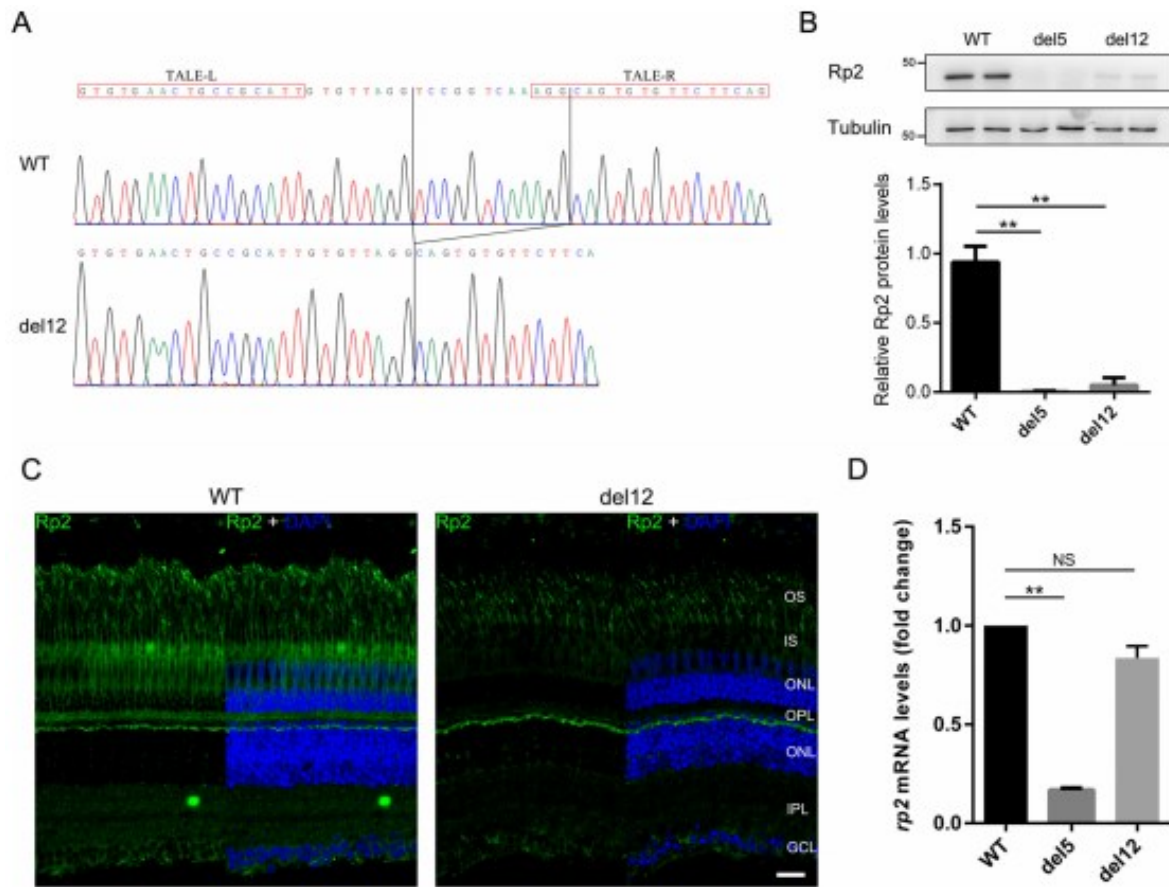 A
TALE-L TALE-R
GTGTGAACTGCCGCATTGTGTTAGGTCCGGTCAAAGGCAGTGTGTTCTTCAG
WT
GTGTGAACTGCCGCATTGTGTTAGGCAGTGTGTTCTTCA
del12
B
WT del5 del12
50
Rp2
Tubulin
50
Relative Rp2 protein levels
1.5
1.0
0.5
0.0
**
**
WT del5 del12
C
WT del12
Rp2 Rp2 + DAPI Rp2 Rp2 + DAPI
OS
IS
ONL
OPL
ONL
IPL
GCL
D
rp2 mRNA levels (fold change)
1.5
1.0
0.5
0.0
NS
**
WT del5 del12